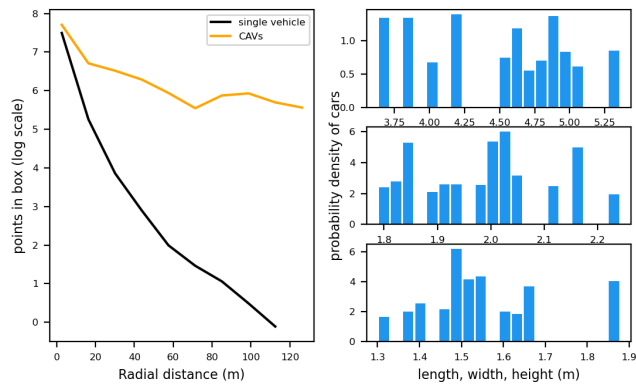 8
7
6
5
4
3
2
1
0
points in box (log scale)
single vehicle
CAVs
0 20 40 60 80 100 120
Radial distance (m)
probability density of cars
1.0
0.5
0.0
3.75 4.00 4.25 4.50 4.75 5.00 5.25
6
4
2
0
1.8 1.9 2.0 2.1 2.2
6
4
2
0
1.3 1.4 1.5 1.6 1.7 1.8 1.9
length, width, height (m)